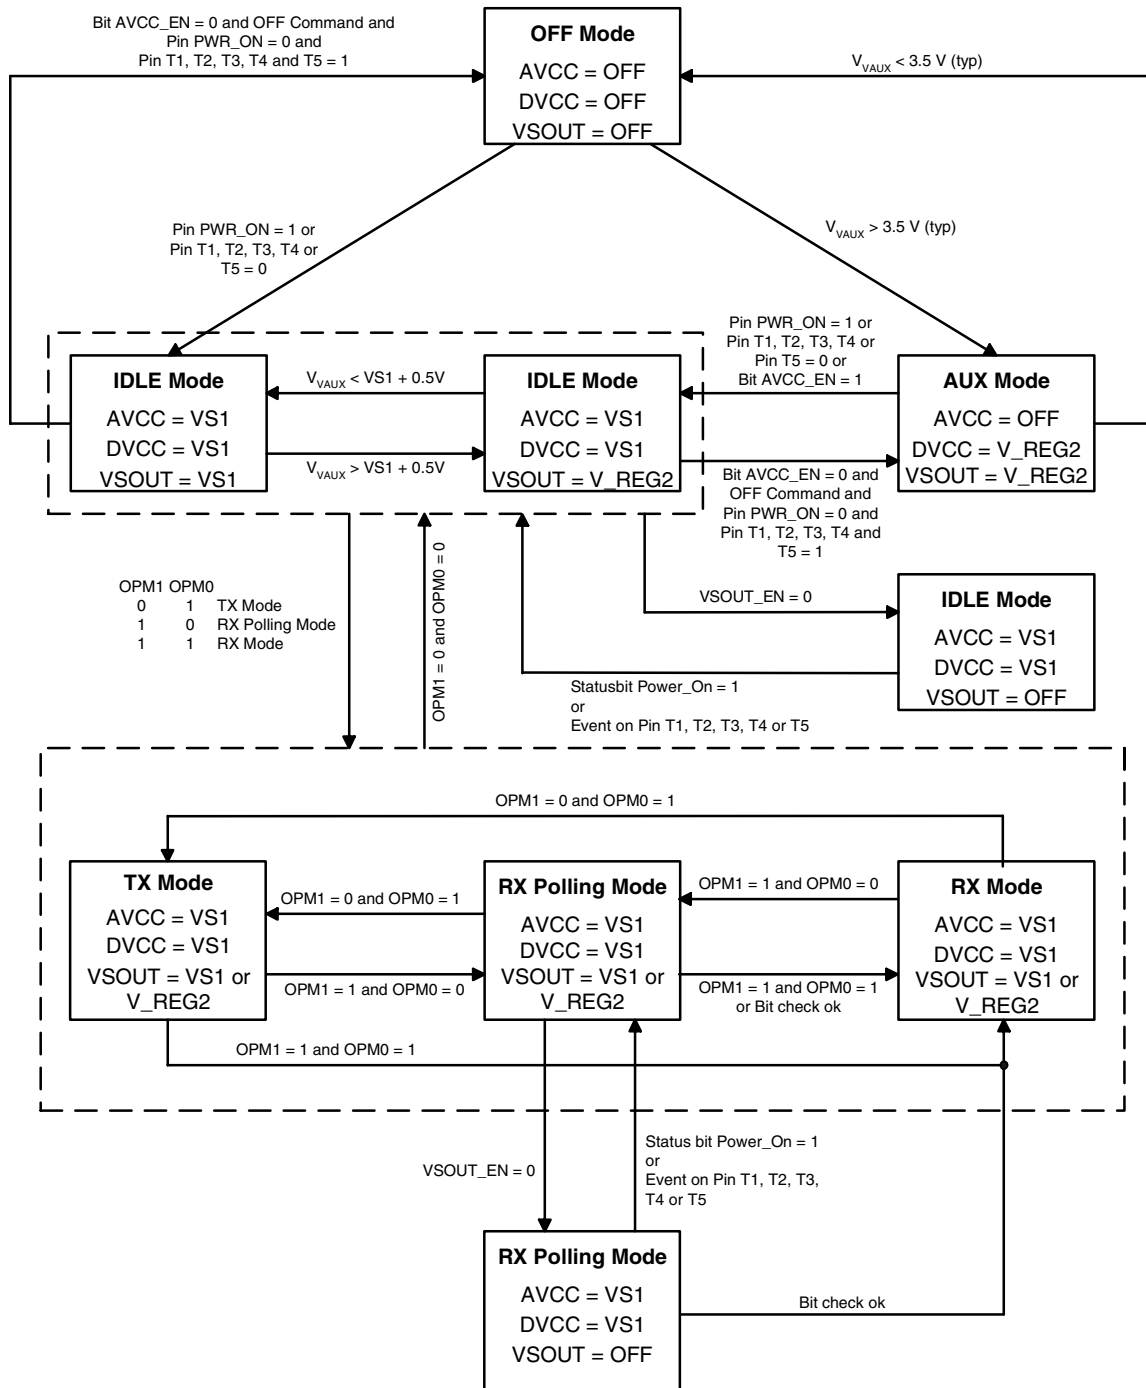 Bit AVCC_EN = 0 and OFF Command and
Pin PWR_ON = 0 and
Pin T1, T2, T3, T4 and T5 = 1
OFF Mode
AVCC = OFF
DVCC = OFF
VSOUT = OFF
VVAUX < 3.5 V (typ)
Pin PWR_ON = 1 or
Pin T1, T2, T3, T4 or
T5 = 0
VVAUX > 3.5 V (typ)
IDLE Mode
AVCC = VS1
DVCC = VS1
VSOUT = VS1
VVAUX < VS1 + 0.5V
VVAUX > VS1 + 0.5V
IDLE Mode
AVCC = VS1
DVCC = VS1
VSOUT = V_REG2
Pin PWR_ON = 1 or
Pin T1, T2, T3, T4 or
Pin T5 = 0 or
Bit AVCC_EN = 1
Bit AVCC_EN = 0 and
OFF Command and
Pin PWR_ON = 0 and
Pin T1, T2, T3, T4 and
T5 = 1
AUX Mode
AVCC = OFF
DVCC = V_REG2
VSOUT = V_REG2
OPM1 OPM0
0 1 TX Mode
1 0 RX Polling Mode
1 1 RX Mode
OPM1 = 0 and OPM0 = 0
VSOUT_EN = 0
Statusbit Power_On = 1
or
Event on Pin T1, T2, T3, T4 or T5
IDLE Mode
AVCC = VS1
DVCC = VS1
VSOUT = OFF
OPM1 = 0 and OPM0 = 1
TX Mode
AVCC = VS1
DVCC = VS1
VSOUT = VS1 or
V_REG2
OPM1 = 0 and OPM0 = 1
OPM1 = 1 and OPM0 = 0
RX Polling Mode
AVCC = VS1
DVCC = VS1
VSOUT = VS1 or
V_REG2
OPM1 = 1 and OPM0 = 0
OPM1 = 1 and OPM0 = 1
or Bit check ok
RX Mode
AVCC = VS1
DVCC = VS1
VSOUT = VS1 or
V_REG2
OPM1 = 1 and OPM0 = 1
VSOUT_EN = 0
Status bit Power_On = 1
or
Event on Pin T1, T2, T3,
T4 or T5
RX Polling Mode
AVCC = VS1
DVCC = VS1
VSOUT = OFF
Bit check ok